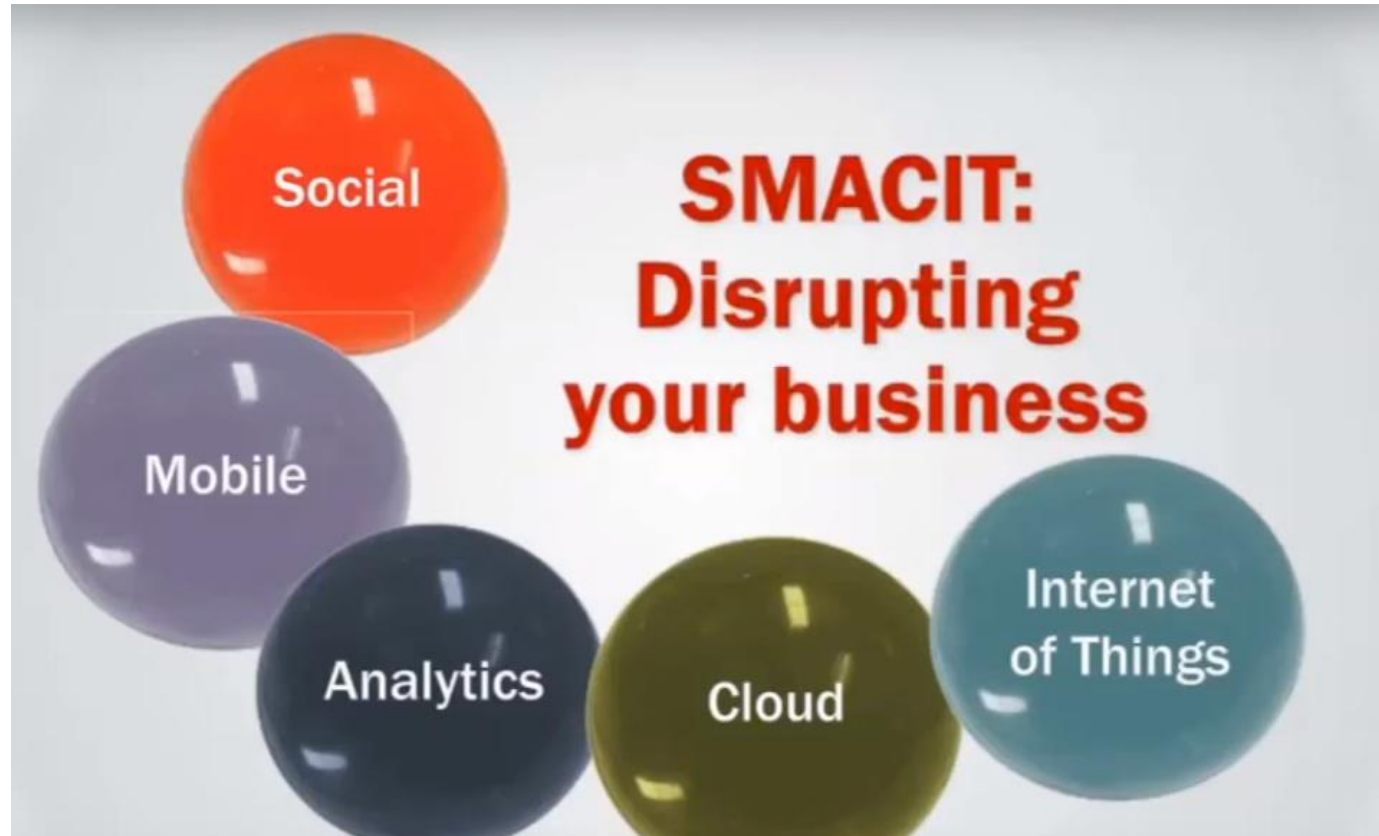 Social
SMACIT:
Disrupting
your business
Mobile
Analytics
Cloud
Internet
of Things